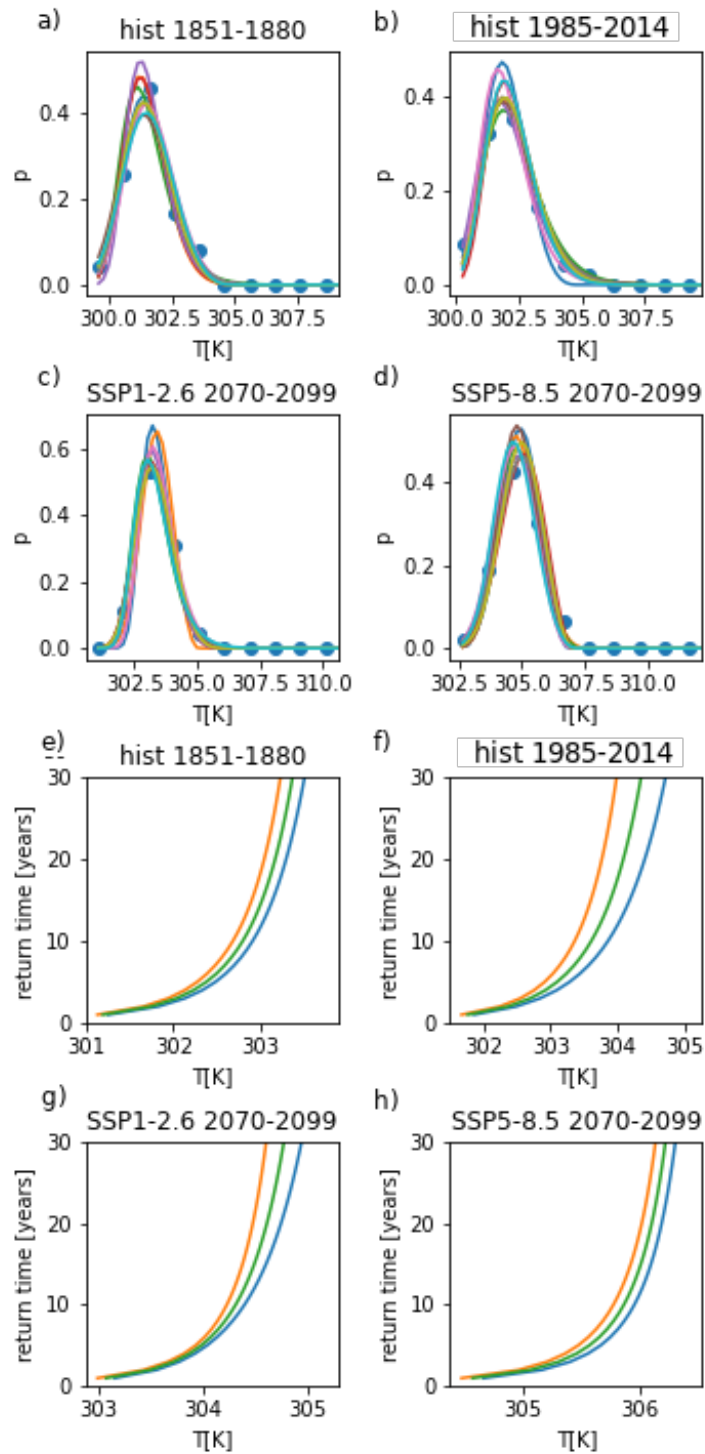 a) hist 1851-1880
b) hist 1985-2014
0.4
0.2
0.0
p
300.0 302.5 305.0 307.5
T[K]
0.4
0.2
0.0
p
300.0 302.5 305.0 307.5
T[K]
c) SSP1-2.6 2070-2099
d) SSP5-8.5 2070-2099
0.6
0.4
0.2
0.0
p
302.5 305.0 307.5 310.0
T[K]
0.4
0.2
0.0
p
302.5 305.0 307.5 310.0
T[K]
e) hist 1851-1880
f) hist 1985-2014
30
20
10
0
return time [years]
301 302 303
T[K]
30
20
10
0
return time [years]
302 303 304 305
T[K]
g) SSP1-2.6 2070-2099
h) SSP5-8.5 2070-2099
30
20
10
0
return time [years]
303 304 305
T[K]
30
20
10
0
return time [years]
305 306
T[K]